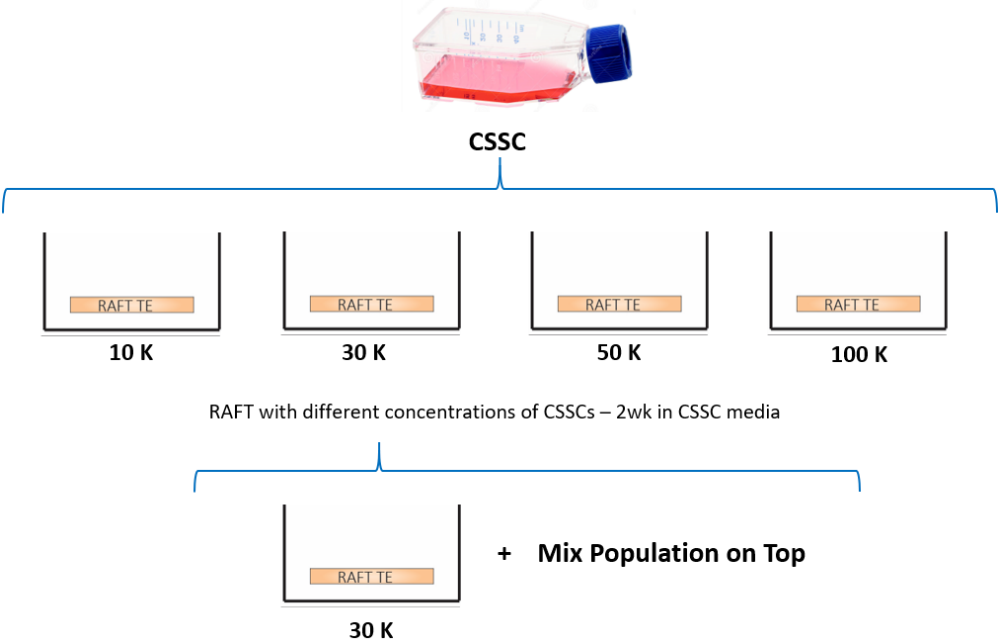 CSSC
RAFT TE RAFT TE RAFT TE RAFT TE
10 K 30 K 50 K 100 K
RAFT with different concentrations of CSSCs – 2wk in CSSC media
+ Mix Population on Top
RAFT TE
30 K